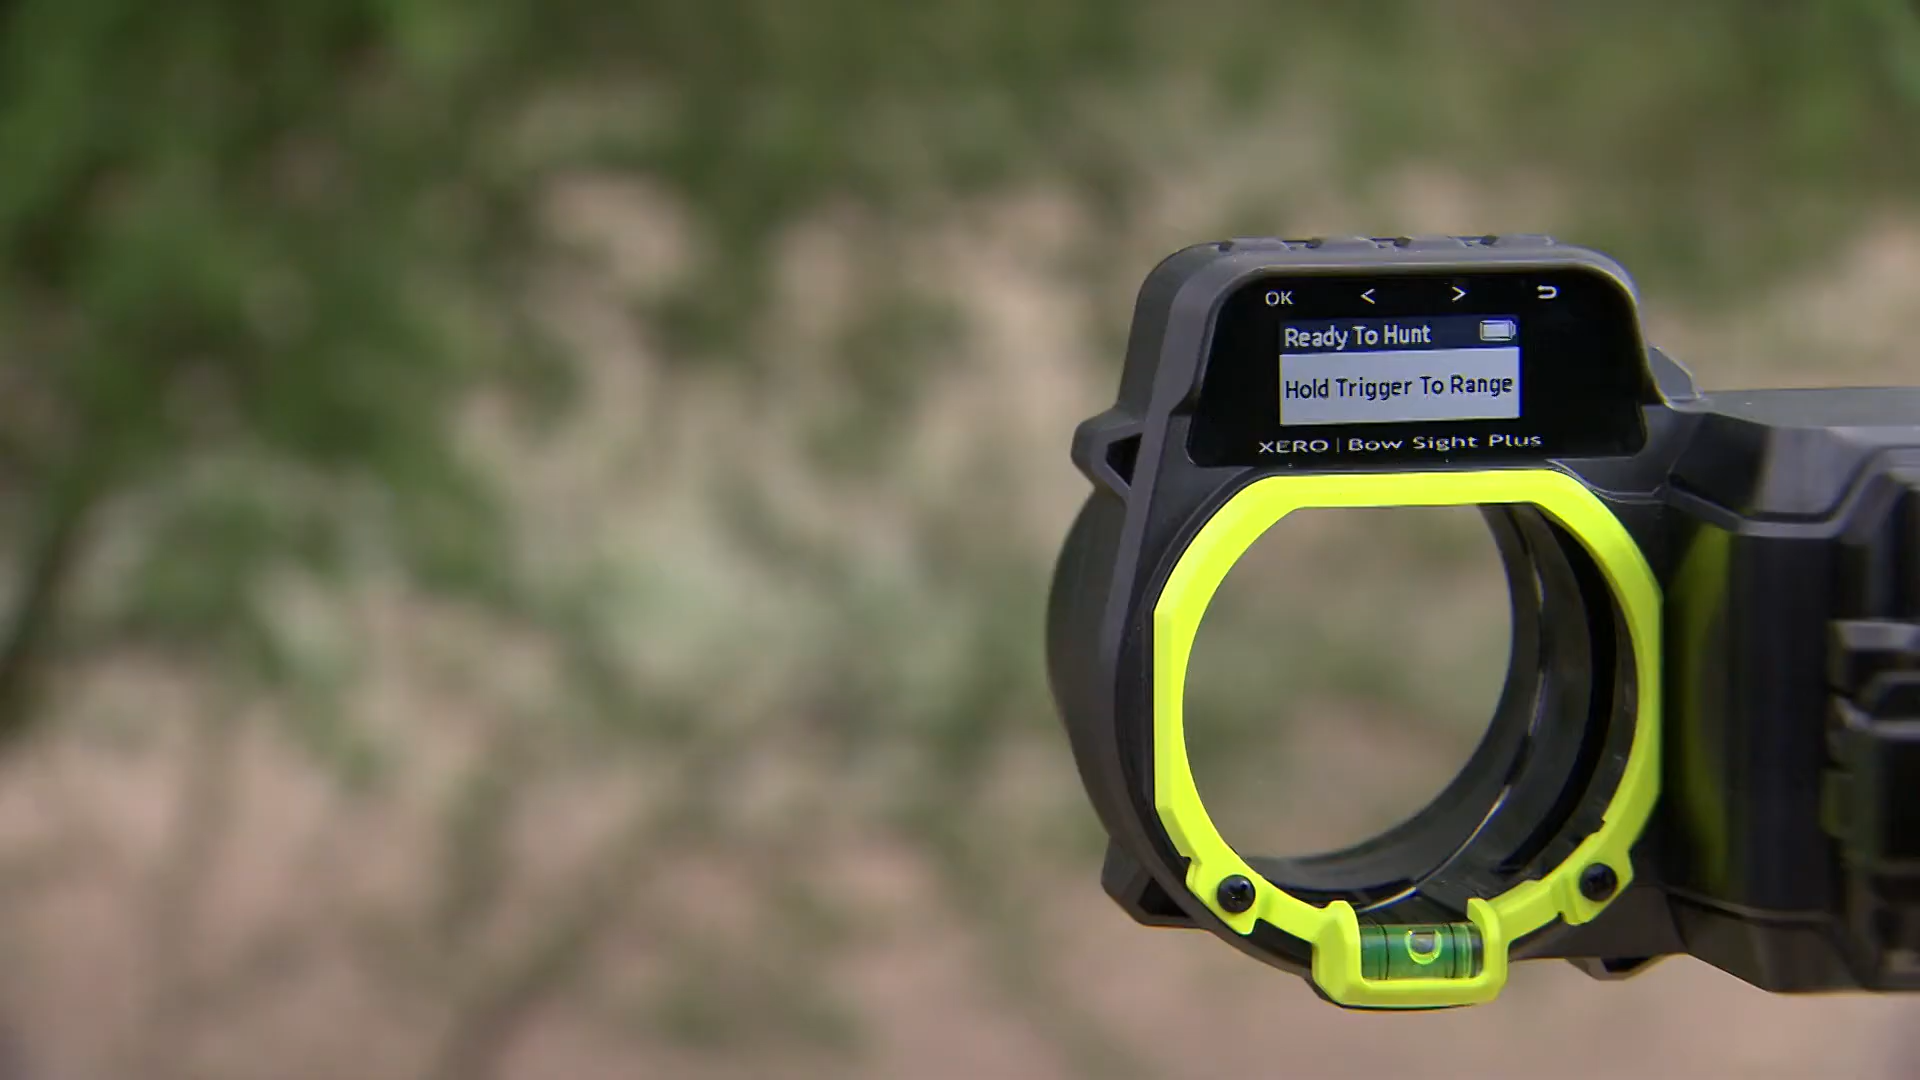 OK < >
Ready To Hunt
Hold Trigger To Range
XERO | Bow Sight Plus